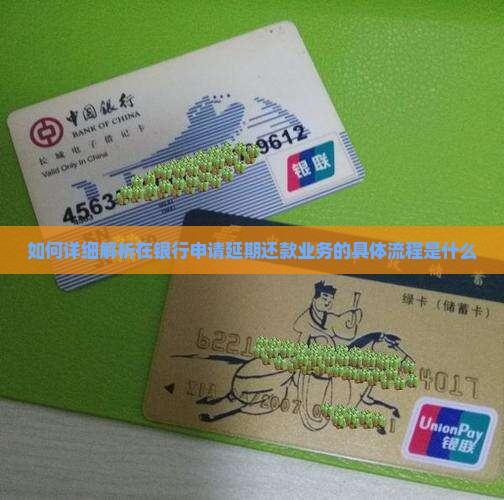 中国银行
BANK OF CHINA
长城电子借记卡
Valid Only in China
4563
9612
银联
如何详细解析在银行申请延期还款业务的具体流程是什么
绿卡（储蓄卡）
UnionPay
银联